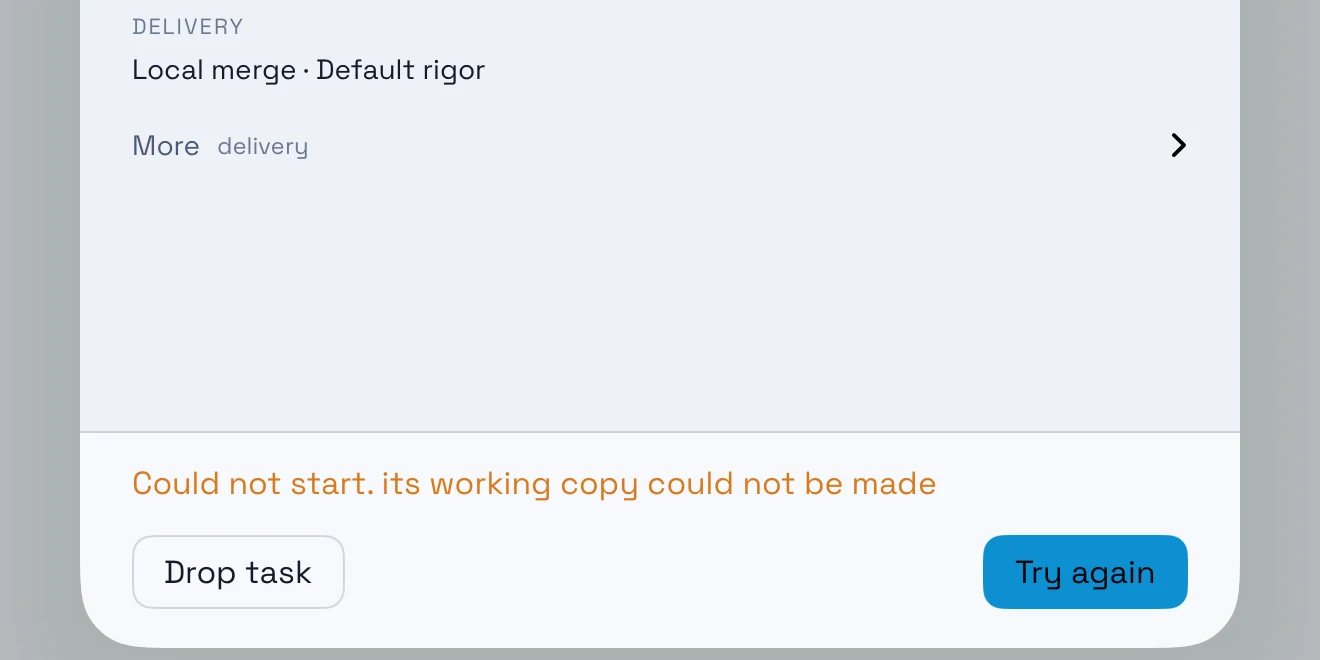 DELIVERY
Local merge · Default rigor
More delivery
Could not start. its working copy could not be made
Drop task
Try again